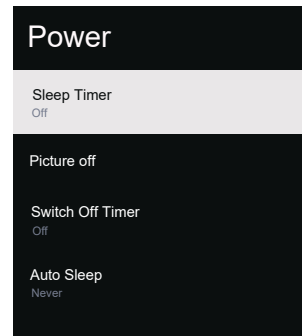 Power
Sleep Timer
Off
Picture off
Switch Off Timer
Off
Auto Sleep
Never